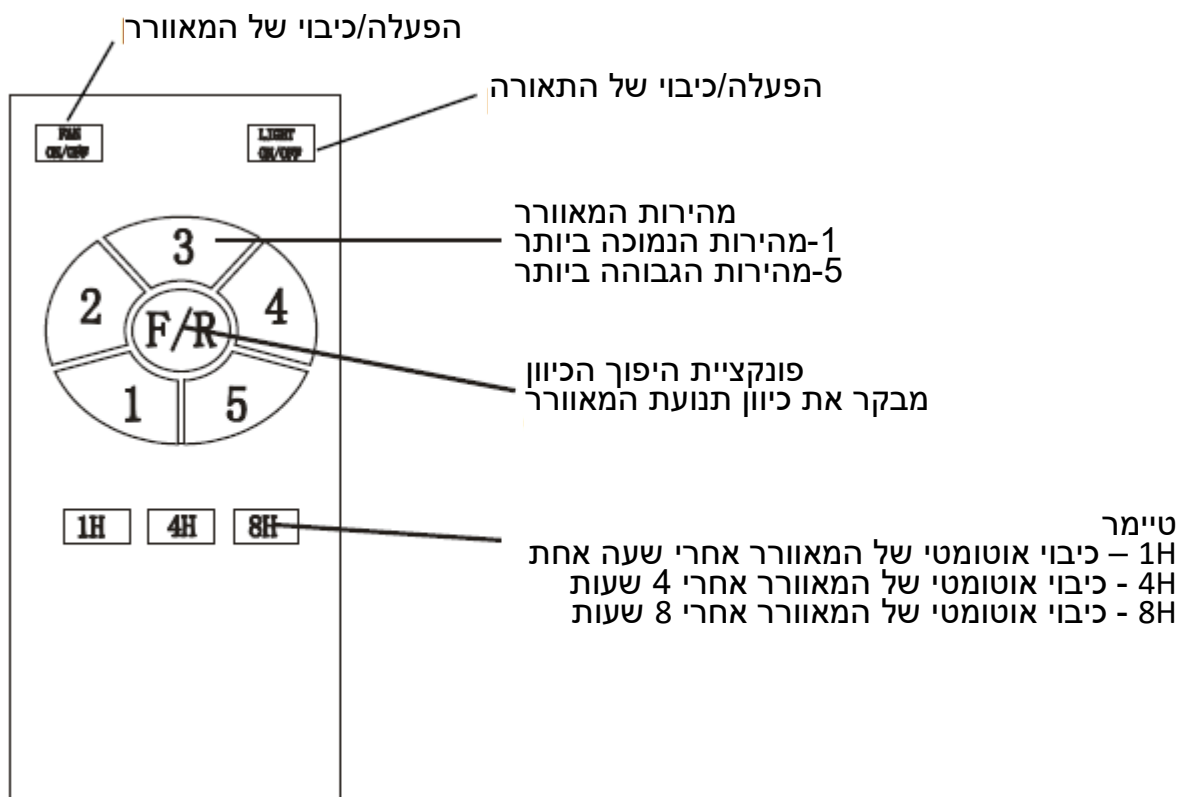 הפעלה/כיבוי של המאוורר
הפעלה/כיבוי של התאורה
FAN
ON/OFF
LIGHT
ON/OFF
מהירות המאוורר
1-מהירות הנמוכה ביותר
5-מהירות הגבוהה ביותר
3
2
4
F/R
1
5
פונקציית היפוך הכיוון
מבקר את כיוון תנועת המאוורר
1H
4H
8H
טיימר
1H – כיבוי אוטומטי של המאוורר אחרי שעה אחת
4H - כיבוי אוטומטי של המאוורר אחרי 4 שעות
8H - כיבוי אוטומטי של המאוורר אחרי 8 שעות